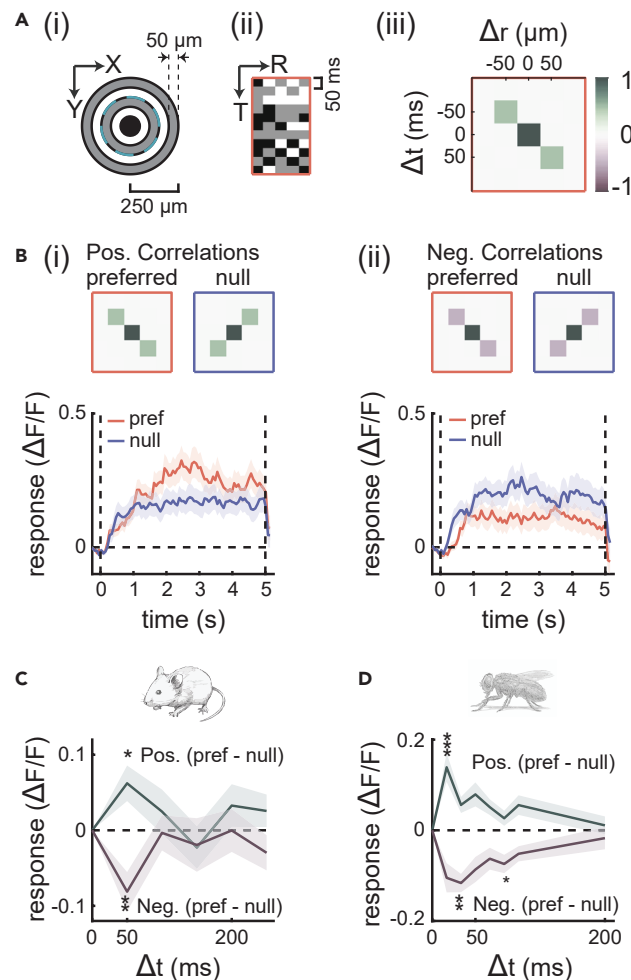 A (i) (ii) (iii)
50 µm
X
Y
250 µm
R
T
50 ms
Δr (µm)
-50 0 50
Δt (ms)
-50
0
50
1
0
-1
B (i) Pos. Correlations
preferred null
0.5
0
response (ΔF/F)
pref
null
0 1 2 3 4 5
time (s)
(ii) Neg. Correlations
preferred null
0.5
0
response (ΔF/F)
pref
null
0 1 2 3 4 5
time (s)
C
0.1
0
-0.1
response (ΔF/F)
* Pos. (pref - null)
** Neg. (pref - null)
0 50 200
Δt (ms)
D
0.2
0
-0.2
response (ΔF/F)
***
Pos. (pref - null)
*
** Neg. (pref - null)
0 50 200
Δt (ms)